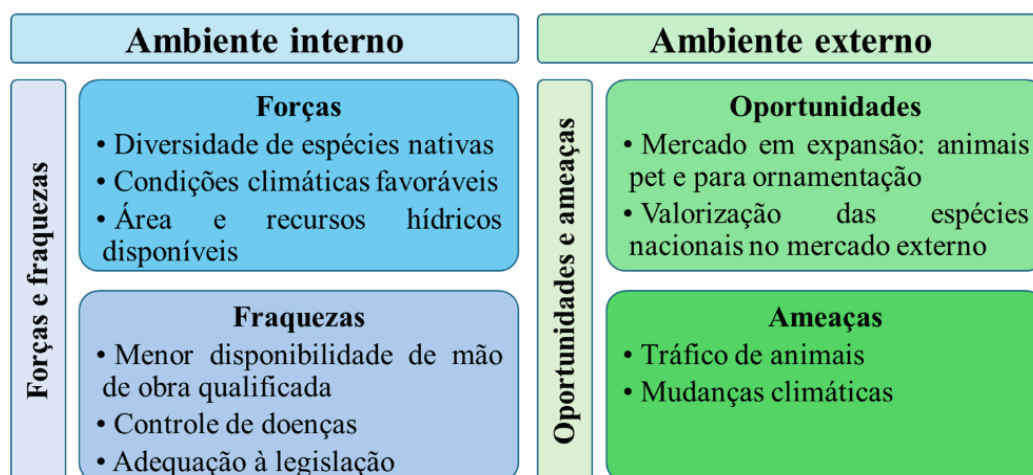 Ambiente interno
Forças e fraquezas
Forças
• Diversidade de espécies nativas
• Condições climáticas favoráveis
• Área e recursos hídricos
disponíveis
Fraquezas
• Menor disponibilidade de mão
de obra qualificada
• Controle de doenças
• Adequação à legislação
Ambiente externo
Oportunidades e ameaças
Oportunidades
• Mercado em expansão: animais
pet e para ornamentação
• Valorização das espécies
nacionais no mercado externo
Ameaças
• Tráfico de animais
• Mudanças climáticas